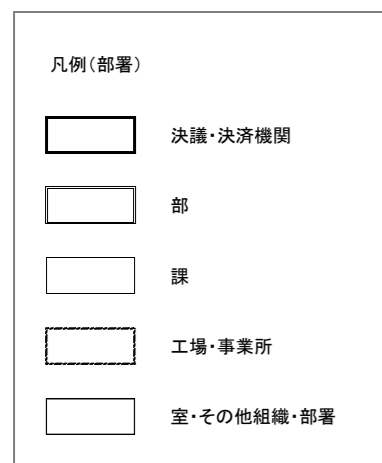 凡例(部署)
決議・決済機関
部
課
工場・事業所
室・その他組織・部署